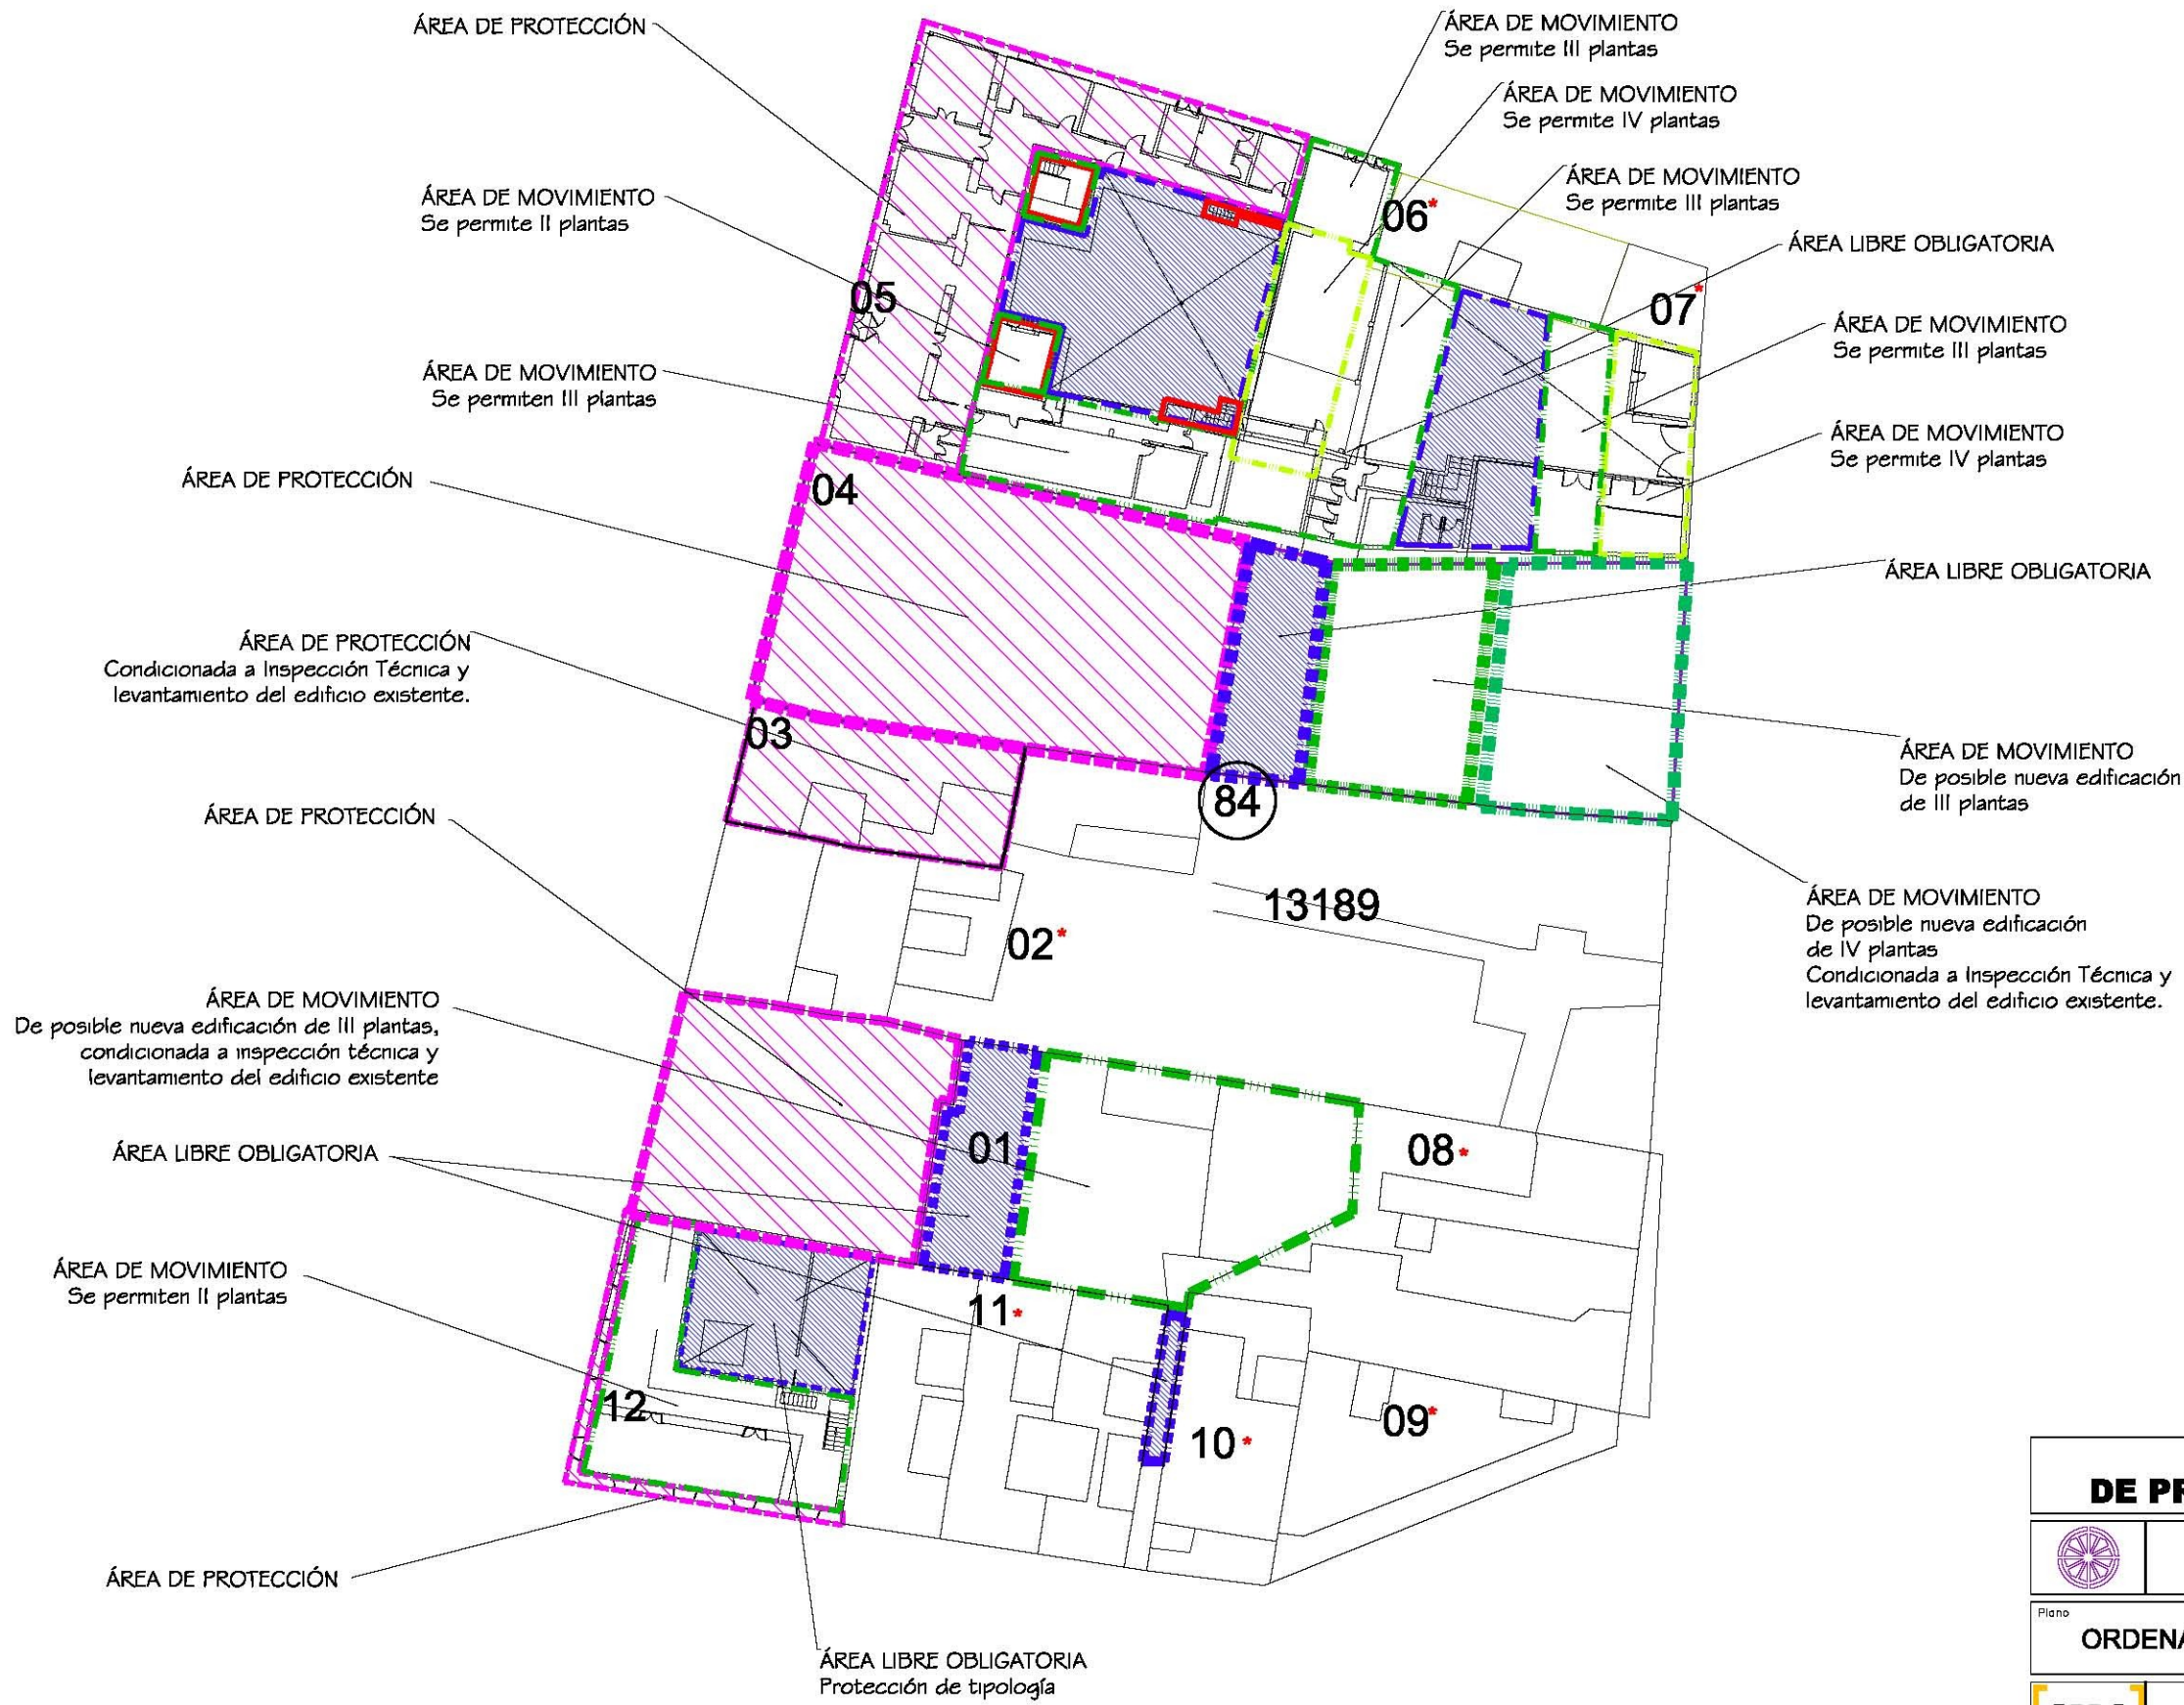 ÁREA DE PROTECCIÓN
ÁREA DE MOVIMIENTO
Se permite III plantas
ÁREA DE MOVIMIENTO
Se permite IV plantas
ÁREA DE MOVIMIENTO
Se permite III plantas
ÁREA DE MOVIMIENTO
Se permite II plantas
06*
ÁREA LIBRE OBLIGATORIA
05
07*
ÁREA DE MOVIMIENTO
Se permite III plantas
ÁREA DE MOVIMIENTO
Se permiten III plantas
ÁREA DE MOVIMIENTO
Se permite IV plantas
ÁREA DE PROTECCIÓN
04
ÁREA LIBRE OBLIGATORIA
ÁREA DE PROTECCIÓN
Condicionada a Inspección Técnica y
levantamiento del edificio existente.
03
ÁREA DE MOVIMIENTO
De posible nueva edificación
de III plantas
84
ÁREA DE PROTECCIÓN
13189
ÁREA DE MOVIMIENTO
De posible nueva edificación
de IV plantas
Condicionada a Inspección Técnica y
levantamiento del edificio existente.
02*
ÁREA DE MOVIMIENTO
De posible nueva edificación de III plantas,
condicionada a inspección técnica y
levantamiento del edificio existente
01
08*
ÁREA LIBRE OBLIGATORIA
ÁREA DE MOVIMIENTO
Se permiten II plantas
11*
12
10*
09*
ÁREA DE PROTECCIÓN
ÁREA LIBRE OBLIGATORIA
Protección de tipología
DE PR
Plano
ORDENA